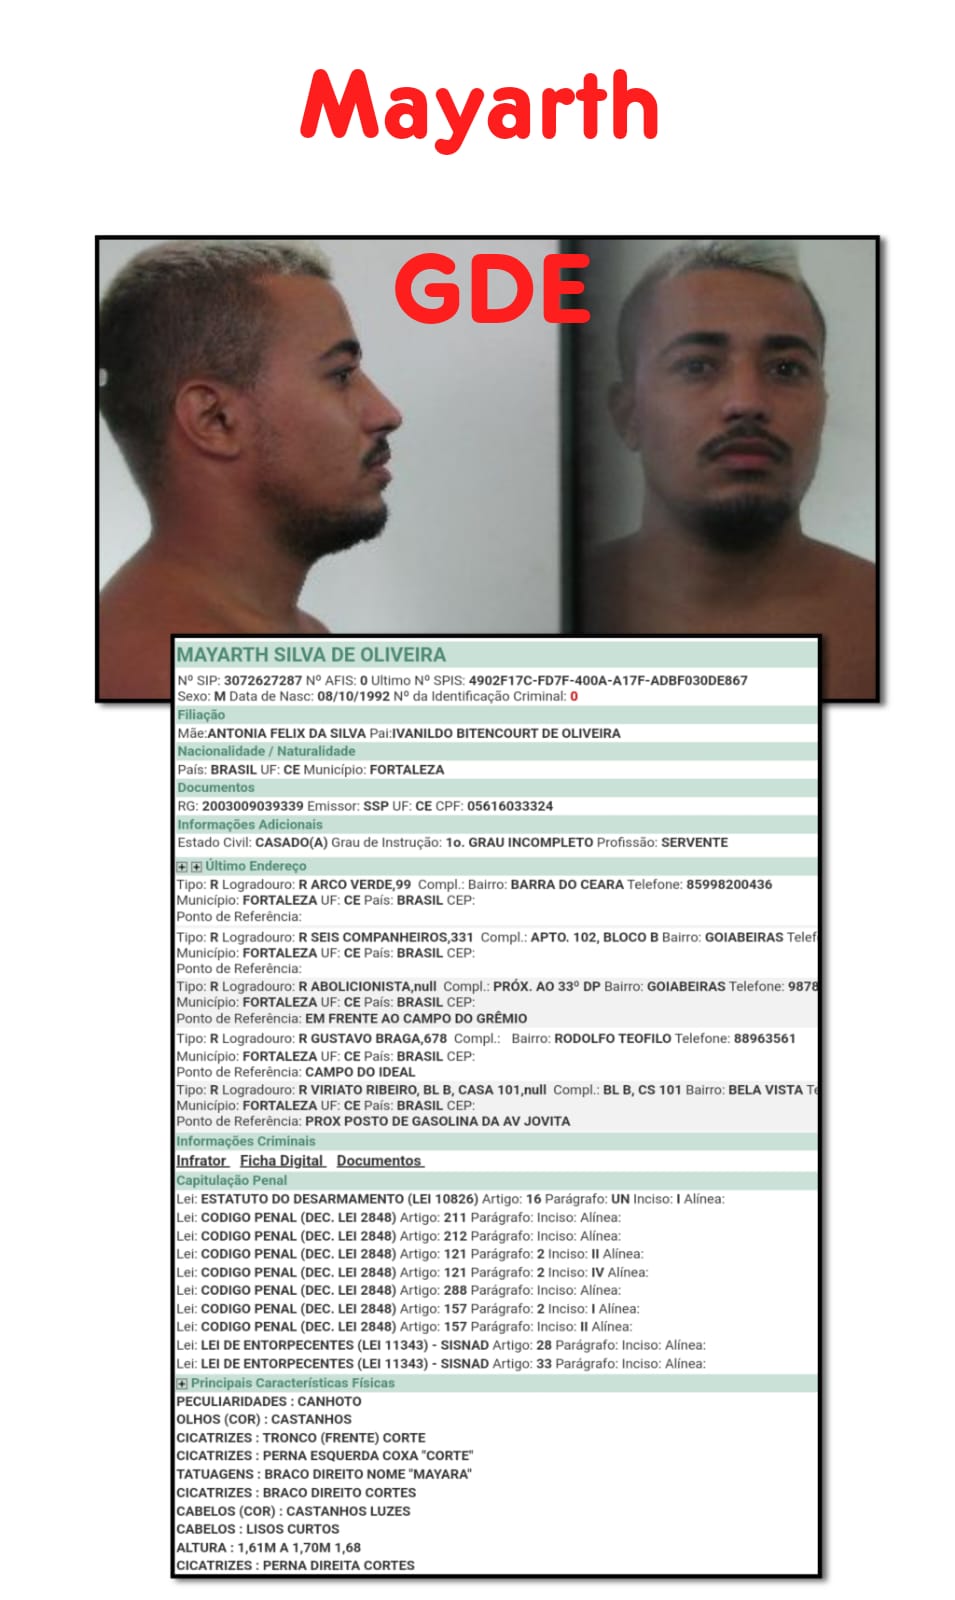 Mayarth
GDE
MAYARTH SILVA DE OLIVEIRA
Nº SIP: 3072627287 Nº AFIS: 0 Ultimo Nº SPIS: 4902F17C-FD7F-400A-A17F-ADBF030DE867
Sexo: M Data de Nasc: 08/10/1992 Nº da Identificação Criminal: 0
Filiação
Mãe:ANTONIA FELIX DA SILVA Pai:IVANILDO BITENCOURT DE OLIVEIRA
Nacionalidade / Naturalidade
País: BRASIL UF: CE Município: FORTALEZA
Documentos
RG: 2003009039339 Emissor: SSP UF: CE CPF: 05616033324
Informações Adicionais
Estado Civil: CASADO(A) Grau de Instrução: 1o. GRAU INCOMPLETO Profissão: SERVENTE
Último Endereço
Tipo: R Logradouro: R ARCO VERDE,99 Compl.: Bairro: BARRA DO CEARA Telefone: 85998200436
Município: FORTALEZA UF: CE País: BRASIL CEP:
Ponto de Referência:
Tipo: R Logradouro: R SEIS COMPANHEIROS,331 Compl.: APTO. 102, BLOCO B Bairro: GOIABEIRAS Telef
Município: FORTALEZA UF: CE País: BRASIL CEP:
Ponto de Referência:
Tipo: R Logradouro: R ABOLICIONISTA,null Compl.: PRÓX. AO 33º DP Bairro: GOIABEIRAS Telefone: 9878
Município: FORTALEZA UF: CE País: BRASIL CEP:
Ponto de Referência: EM FRENTE AO CAMPO DO GRÊMIO
Tipo: R Logradouro: R GUSTAVO BRAGA,678 Compl.: Bairro: RODOLFO TEOFILO Telefone: 88963561
Município: FORTALEZA UF: CE País: BRASIL CEP:
Ponto de Referência: CAMPO DO IDEAL
Tipo: R Logradouro: R VIRIATO RIBEIRO, BL B, CASA 101,null Compl.: BL B, CS 101 Bairro: BELA VISTA Te
Município: FORTALEZA UF: CE País: BRASIL CEP:
Ponto de Referência: PROX POSTO DE GASOLINA DA AV JOVITA
Informações Criminais
Infrator Ficha Digital Documentos
Capitulação Penal
Lei: ESTATUTO DO DESARMAMENTO (LEI 10826) Artigo: 16 Parágrafo: UN Inciso: I Alínea:
Lei: CODIGO PENAL (DEC. LEI 2848) Artigo: 211 Parágrafo: Inciso: Alínea:
Lei: CODIGO PENAL (DEC. LEI 2848) Artigo: 212 Parágrafo: Inciso: Alínea:
Lei: CODIGO PENAL (DEC. LEI 2848) Artigo: 121 Parágrafo: 2 Inciso: II Alínea:
Lei: CODIGO PENAL (DEC. LEI 2848) Artigo: 121 Parágrafo: 2 Inciso: IV Alínea:
Lei: CODIGO PENAL (DEC. LEI 2848) Artigo: 288 Parágrafo: Inciso: Alínea:
Lei: CODIGO PENAL (DEC. LEI 2848) Artigo: 157 Parágrafo: 2 Inciso: I Alínea:
Lei: CODIGO PENAL (DEC. LEI 2848) Artigo: 157 Parágrafo: Inciso: II Alínea:
Lei: LEI DE ENTORPECENTES (LEI 11343) - SISNAD Artigo: 28 Parágrafo: Inciso: Alínea:
Lei: LEI DE ENTORPECENTES (LEI 11343) - SISNAD Artigo: 33 Parágrafo: Inciso: Alínea:
Principais Características Físicas
PECULIARIDADES : CANHOTO
OLHOS (COR) : CASTANHOS
CICATRIZES : TRONCO (FRENTE) CORTE
CICATRIZES : PERNA ESQUERDA COXA "CORTE"
TATUAGENS : BRACO DIREITO NOME "MAYARA"
CICATRIZES : BRACO DIREITO CORTES
CABELOS (COR) : CASTANHOS LUZES
CABELOS : LISOS CURTOS
ALTURA : 1,61M A 1,70M 1,68
CICATRIZES : PERNA DIREITA CORTES